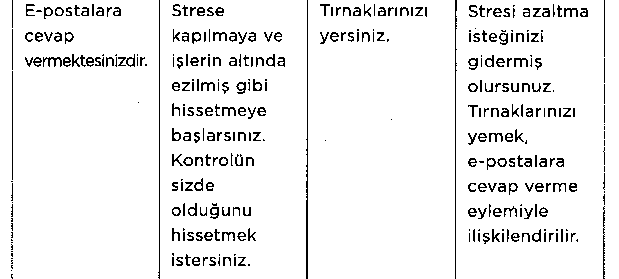 E-postalara
cevap
vermektesinizdir.
Strese
kapılmaya ve
işlerin altında
ezilmiş gibi
hissetmeye
başlarsınız.
Kontrolün
sizde
olduğunu
hissetmek
istersiniz.
Tırnaklarınızı
yersiniz.
Stresi azaltma
isteğinizi
gidermiş
olursunuz.
Tırnaklarınızı
yemek,
e-postalara
cevap verme
eylemiyle
ilişkilendirilir.